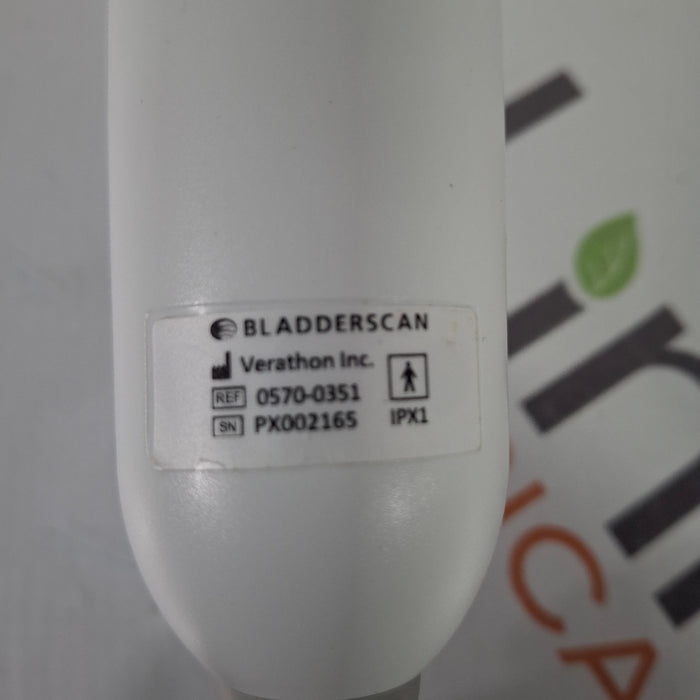 BLADDERSCAN
Verathon Inc.
REF 0570-0351
SN PX002165 IPX1